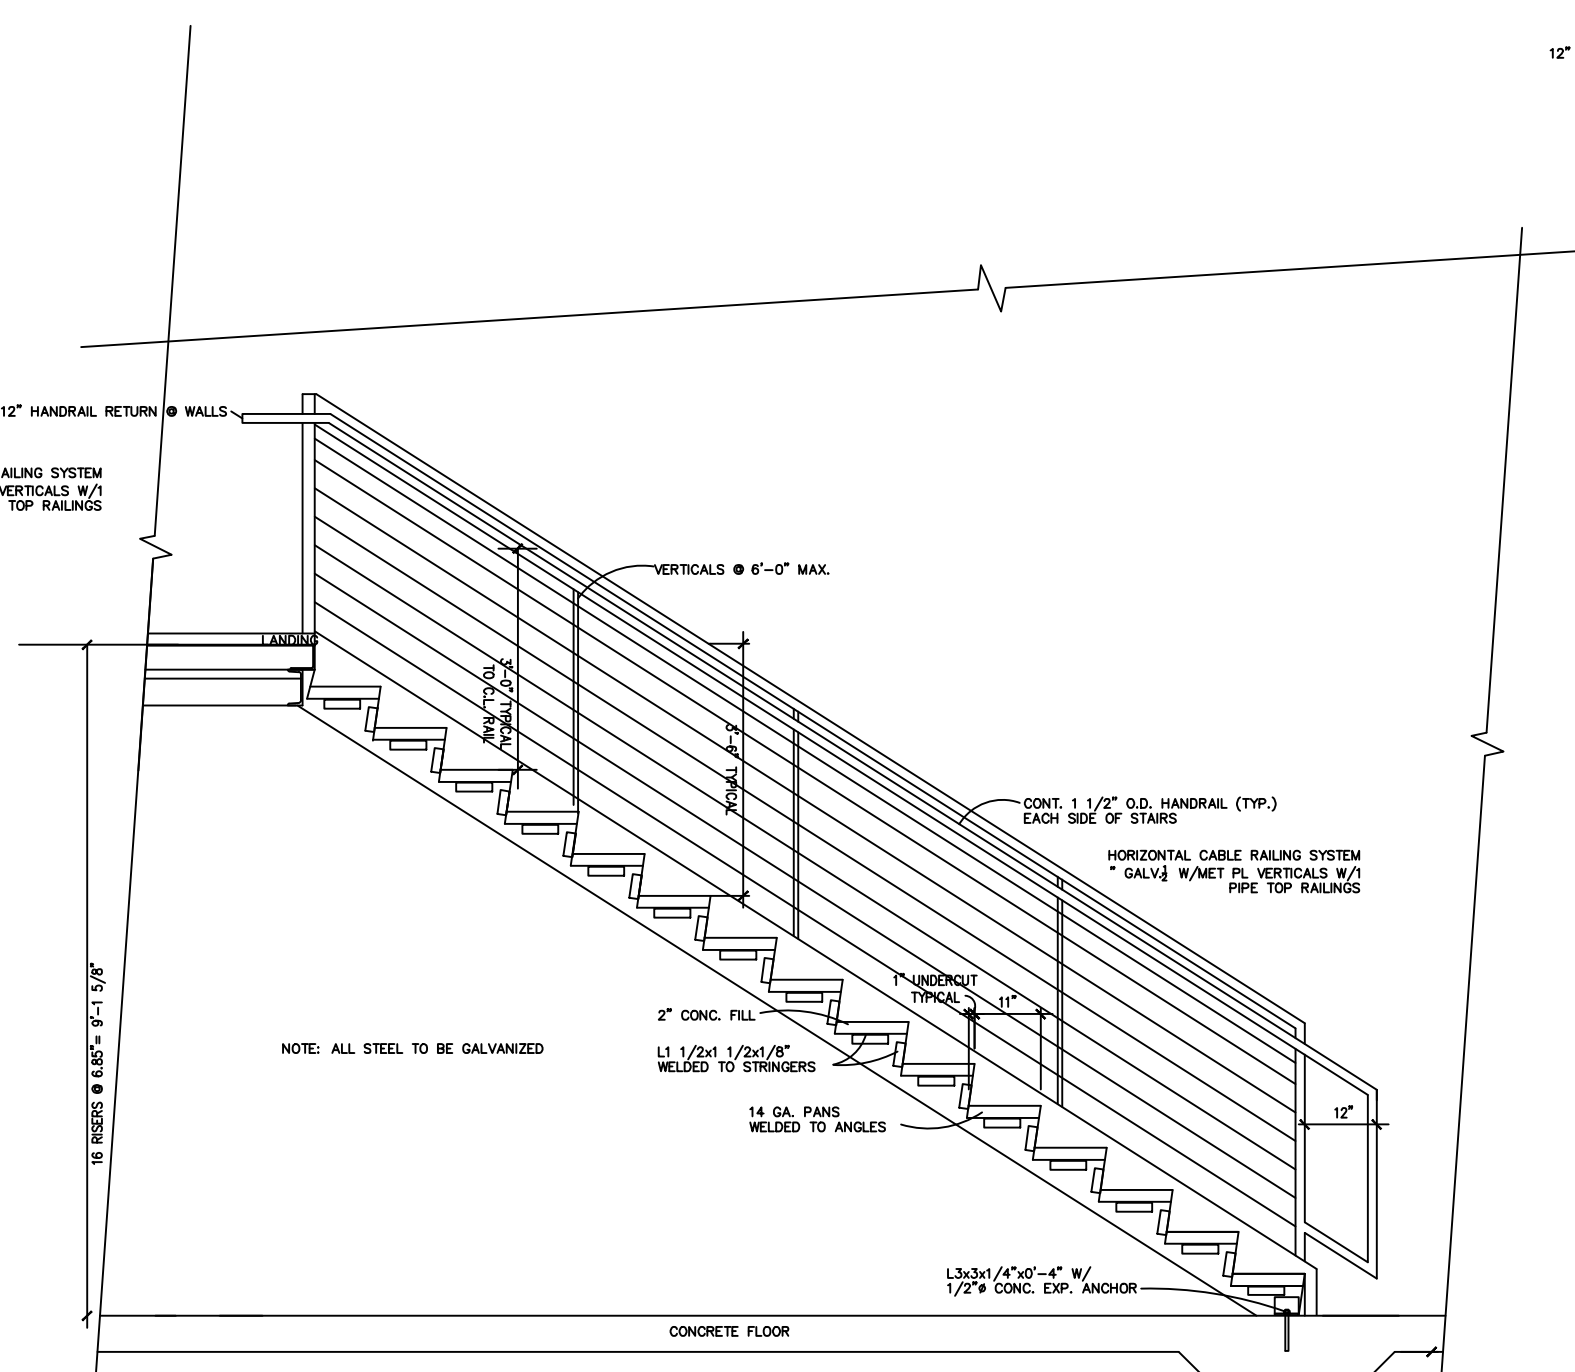 12"
12" HANDRAIL RETURN @ WALLS
AILING SYSTEM
VERTICALS W/1
TOP RAILINGS
VERTICALS @ 6'-0" MAX.
LANDING
3'-0" TYPICAL
TO C.L. RAIL
3'-6" TYPICAL
CONT. 1 1/2" O.D. HANDRAIL (TYP.)
EACH SIDE OF STAIRS
HORIZONTAL CABLE RAILING SYSTEM
" GALV.½ W/MET PL VERTICALS W/1
PIPE TOP RAILINGS
1" UNDERCUT
TYPICAL
11"
2" CONC. FILL
L1 1/2x1 1/2x1/8"
WELDED TO STRINGERS
NOTE: ALL STEEL TO BE GALVANIZED
16 RISERS @ 6.85"= 9'-1 5/8"
14 GA. PANS
WELDED TO ANGLES
12"
L3x3x1/4"x0'-4" W/
1/2"ø CONC. EXP. ANCHOR
CONCRETE FLOOR